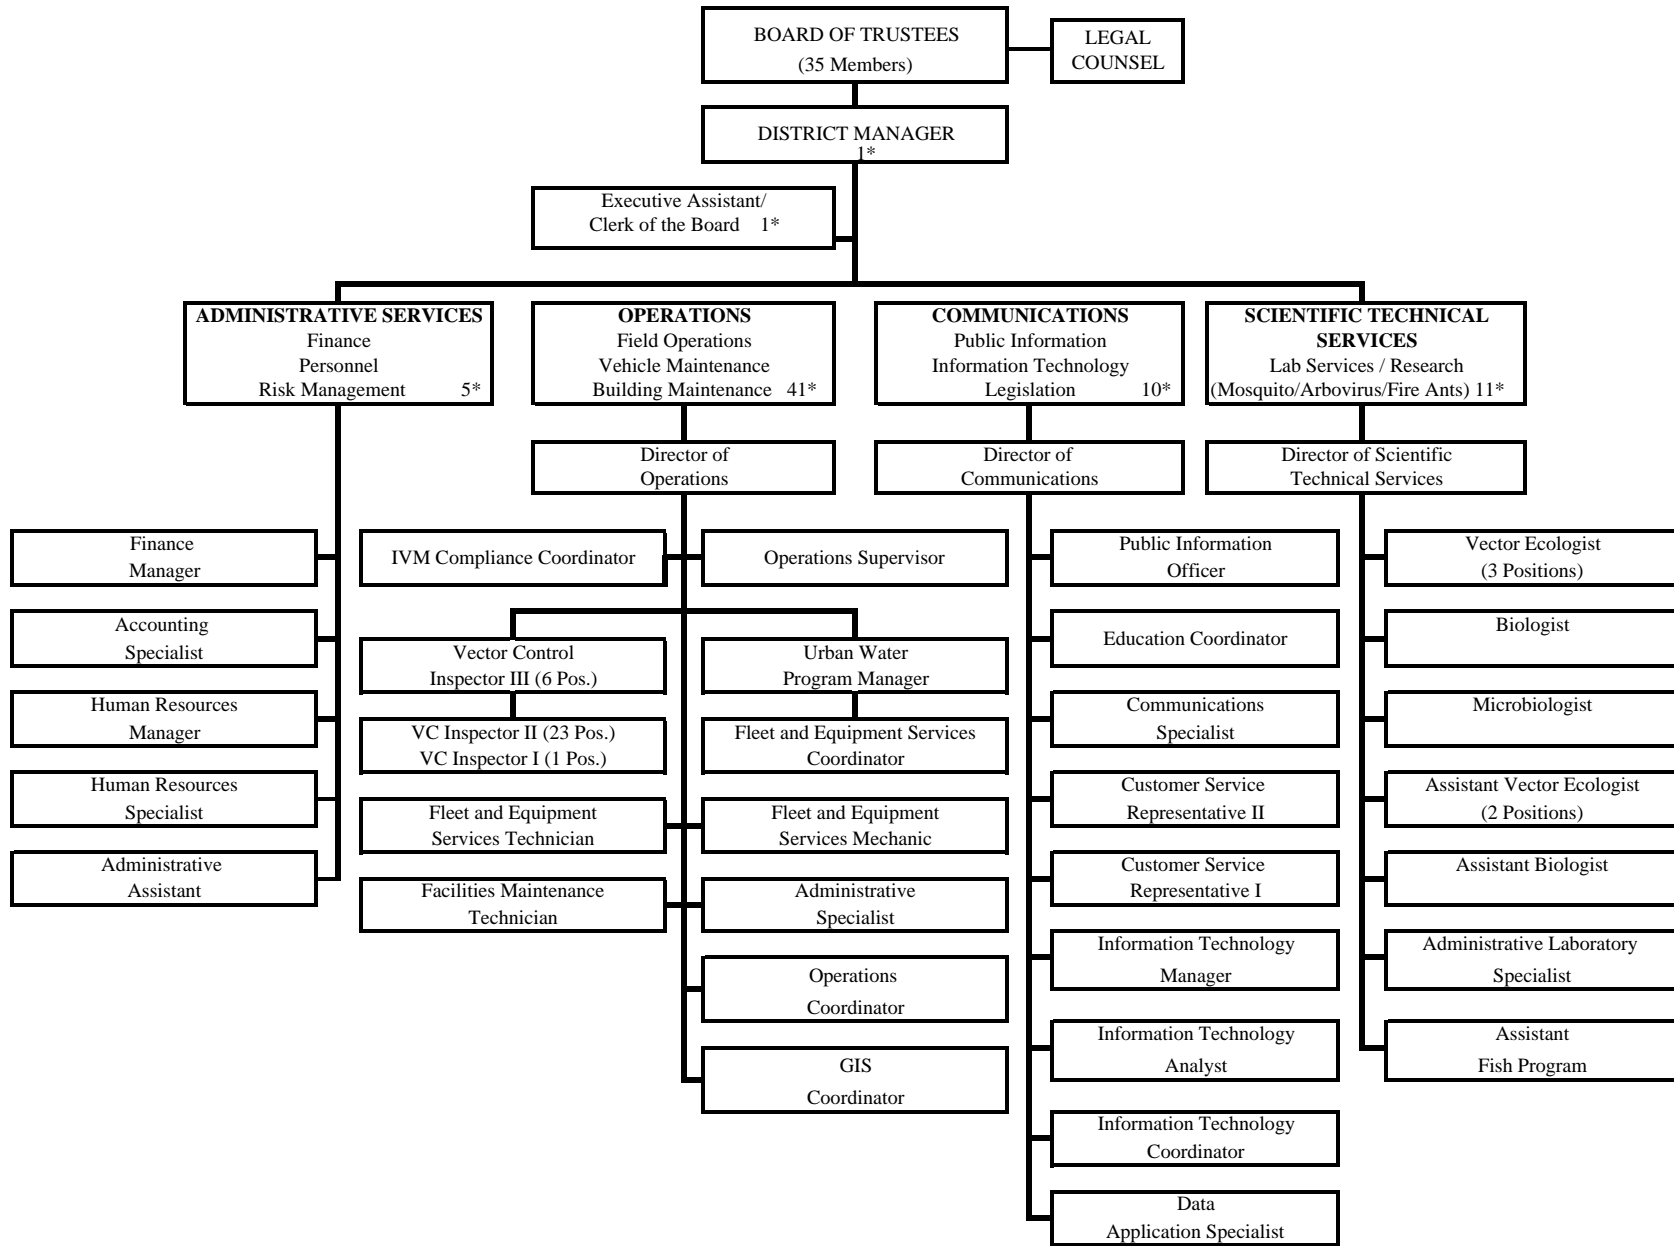 BOARD OF TRUSTEES
(35 Members)
LEGAL
COUNSEL
DISTRICT MANAGER
1*
Executive Assistant/
Clerk of the Board 1*
ADMINISTRATIVE SERVICES
Finance
Personnel
Risk Management 5*
OPERATIONS
Field Operations
Vehicle Maintenance
Building Maintenance 41*
COMMUNICATIONS
Public Information
Information Technology
Legislation 10*
SCIENTIFIC TECHNICAL
SERVICES
Lab Services / Research
(Mosquito/Arbovirus/Fire Ants) 11*
Director of
Operations
Director of
Communications
Director of Scientific
Technical Services
Finance
Manager
Accounting
Specialist
Human Resources
Manager
Human Resources
Specialist
Administrative
Assistant
IVM Compliance Coordinator
Operations Supervisor
Vector Control
Inspector III (6 Pos.)
Urban Water
Program Manager
VC Inspector II (23 Pos.)
VC Inspector I (1 Pos.)
Fleet and Equipment Services
Coordinator
Fleet and Equipment
Services Technician
Fleet and Equipment
Services Mechanic
Facilities Maintenance
Technician
Administrative
Specialist
Operations
Coordinator
GIS
Coordinator
Public Information
Officer
Education Coordinator
Communications
Specialist
Customer Service
Representative II
Customer Service
Representative I
Information Technology
Manager
Information Technology
Analyst
Information Technology
Coordinator
Data
Application Specialist
Vector Ecologist
(3 Positions)
Biologist
Microbiologist
Assistant Vector Ecologist
(2 Positions)
Assistant Biologist
Administrative Laboratory
Specialist
Assistant
Fish Program